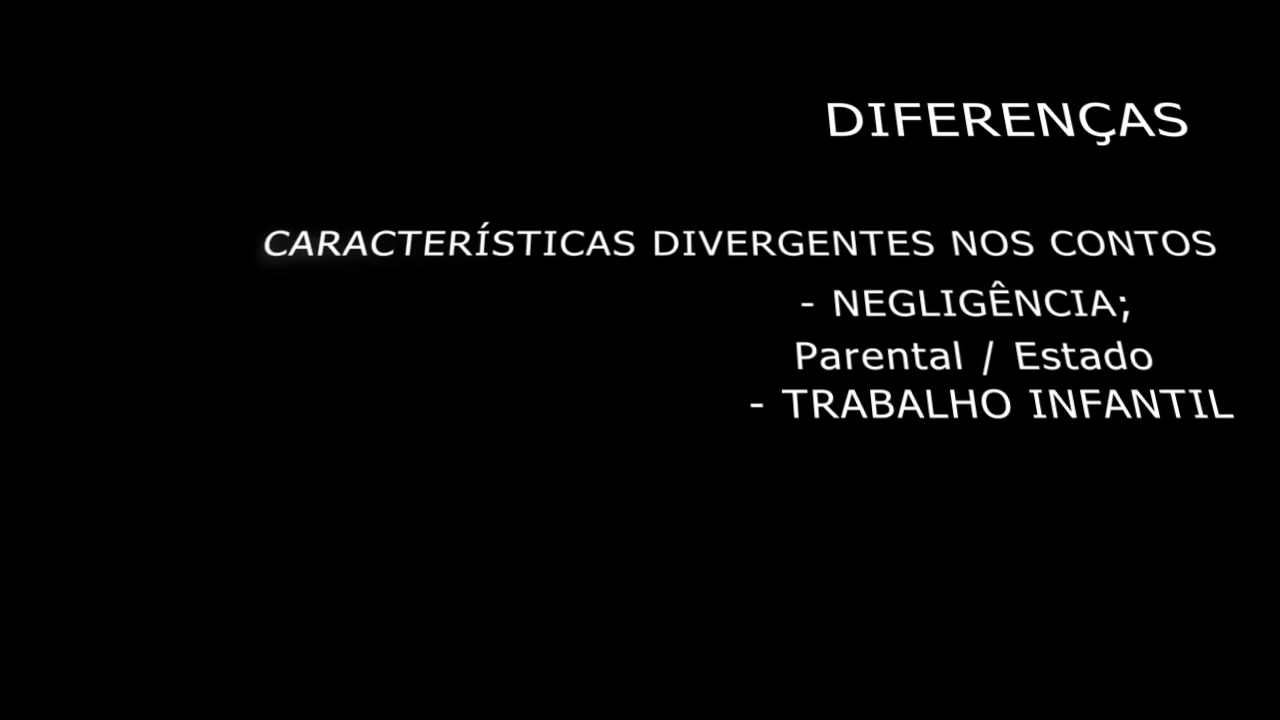 DIFERENÇAS
CARACTERÍSTICAS DIVERGENTES NOS CONTOS
- NEGLIGÊNCIA;
Parental / Estado
- TRABALHO INFANTIL